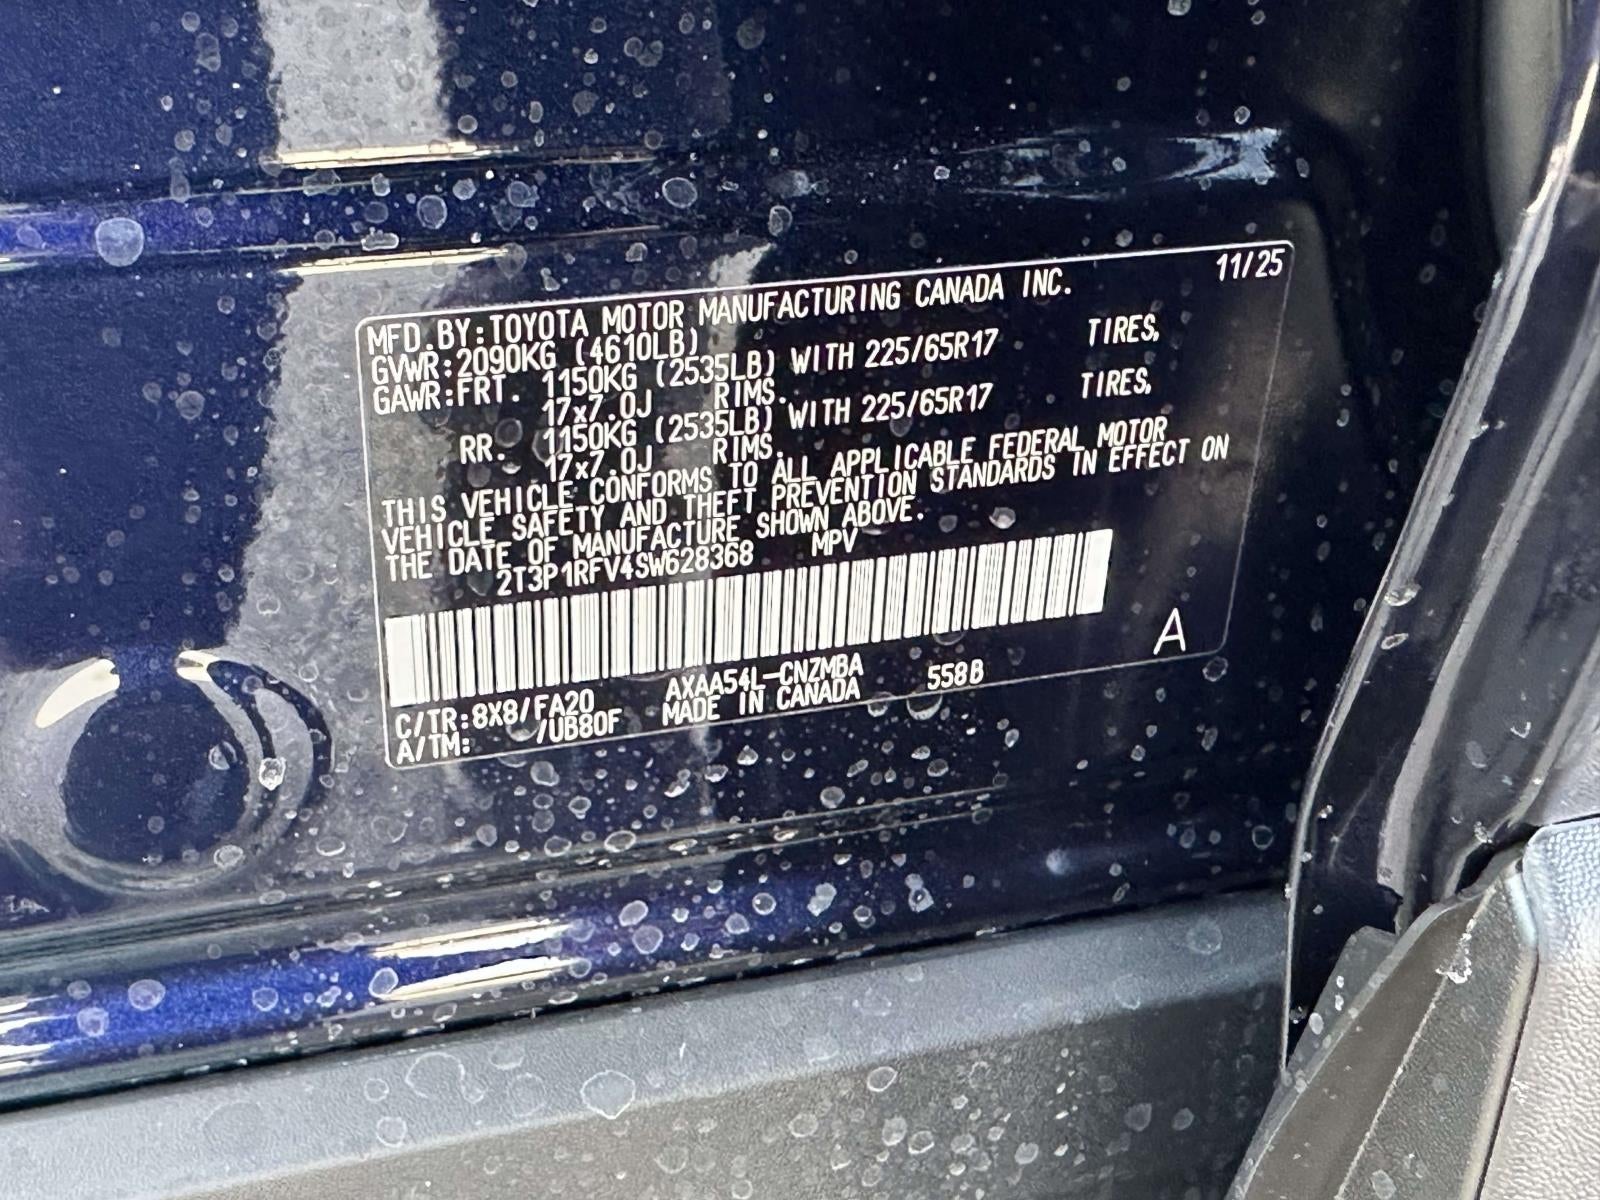 MFD.BY:TOYOTA MOTOR MANUFACTURING CANADA INC. 11/25
GVWR:2090KG (4610LB)
GAWR:FRT. 1150KG (2535LB) WITH 225/65R17 TIRES,
17x7.0J RIMS.
RR. 1150KG (2535LB) WITH 225/65R17 TIRES,
17x7.0J RIMS.
THIS VEHICLE CONFORMS TO ALL APPLICABLE FEDERAL MOTOR
VEHICLE SAFETY AND THEFT PREVENTION STANDARDS IN EFFECT ON
THE DATE OF MANUFACTURE SHOWN ABOVE.
2T3P1RFV4SW628368 MPV
A
C/TR:8X8/FA20 AXAA54L-CNZMBA 558B
A/TM: /UB80F MADE IN CANADA